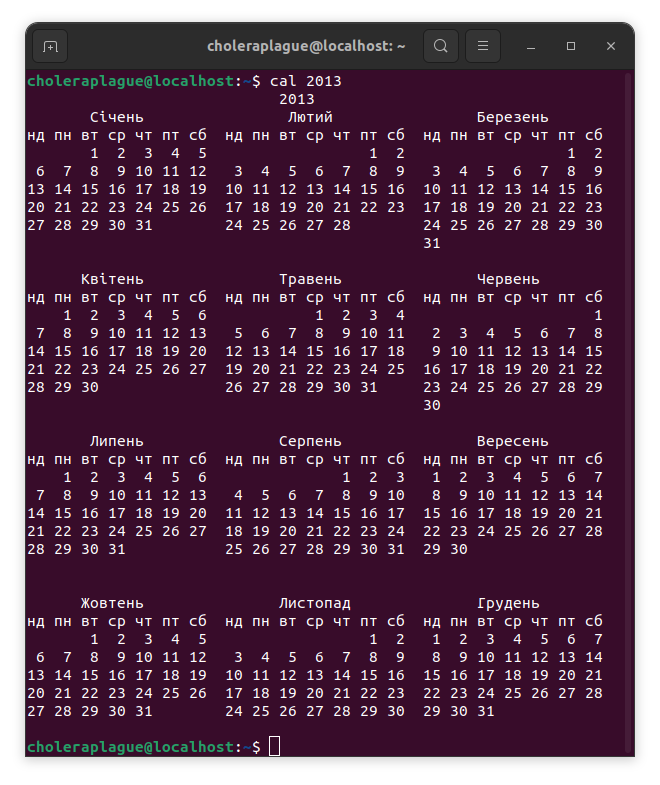 choleraplague@localhost: ~
choleraplague@localhost:~$ cal 2013
                            2013
       Січень                Лютий                Березень
нд пн вт ср чт пт сб  нд пн вт ср чт пт сб  нд пн вт ср чт пт сб
       1  2  3  4  5                  1  2                  1  2
 6  7  8  9 10 11 12   3  4  5  6  7  8  9   3  4  5  6  7  8  9
13 14 15 16 17 18 19  10 11 12 13 14 15 16  10 11 12 13 14 15 16
20 21 22 23 24 25 26  17 18 19 20 21 22 23  17 18 19 20 21 22 23
27 28 29 30 31        24 25 26 27 28        24 25 26 27 28 29 30
                                            31
      Квітень               Травень               Червень
нд пн вт ср чт пт сб  нд пн вт ср чт пт сб  нд пн вт ср чт пт сб
    1  2  3  4  5  6            1  2  3  4                     1
 7  8  9 10 11 12 13   5  6  7  8  9 10 11   2  3  4  5  6  7  8
14 15 16 17 18 19 20  12 13 14 15 16 17 18   9 10 11 12 13 14 15
21 22 23 24 25 26 27  19 20 21 22 23 24 25  16 17 18 19 20 21 22
28 29 30              26 27 28 29 30 31     23 24 25 26 27 28 29
                                            30
       Липень               Серпень               Вересень
нд пн вт ср чт пт сб  нд пн вт ср чт пт сб  нд пн вт ср чт пт сб
    1  2  3  4  5  6               1  2  3   1  2  3  4  5  6  7
 7  8  9 10 11 12 13   4  5  6  7  8  9 10   8  9 10 11 12 13 14
14 15 16 17 18 19 20  11 12 13 14 15 16 17  15 16 17 18 19 20 21
21 22 23 24 25 26 27  18 19 20 21 22 23 24  22 23 24 25 26 27 28
28 29 30 31           25 26 27 28 29 30 31  29 30
      Жовтень               Листопад              Грудень
нд пн вт ср чт пт сб  нд пн вт ср чт пт сб  нд пн вт ср чт пт сб
       1  2  3  4  5                  1  2   1  2  3  4  5  6  7
 6  7  8  9 10 11 12   3  4  5  6  7  8  9   8  9 10 11 12 13 14
13 14 15 16 17 18 19  10 11 12 13 14 15 16  15 16 17 18 19 20 21
20 21 22 23 24 25 26  17 18 19 20 21 22 23  22 23 24 25 26 27 28
27 28 29 30 31        24 25 26 27 28 29 30  29 30 31
choleraplague@localhost:~$